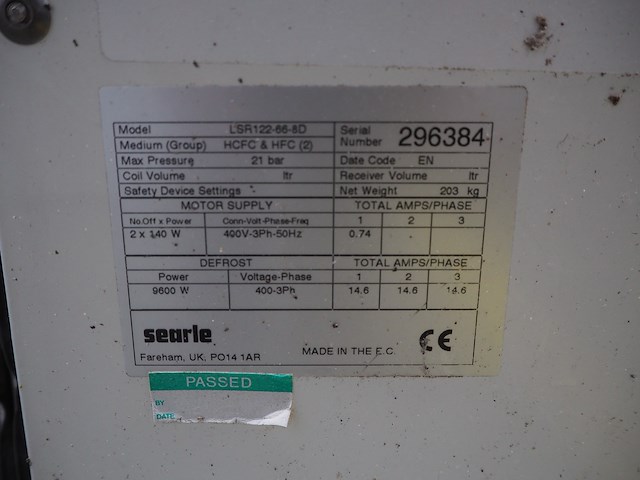 Model LSR122-66-8D
Serial Number 296384
Medium (Group) HCFC & HFC (2)
Max Pressure 21 bar
Date Code EN
Coil Volume ltr
Receiver Volume ltr
Safety Device Settings -
Net Weight 203 kg
MOTOR SUPPLY TOTAL AMPS/PHASE
No.Off x Power Conn-Volt-Phase-Freq 1 2 3
2 x 140 W 400V-3Ph-50Hz 0.74
DEFROST TOTAL AMPS/PHASE
Power Voltage-Phase 1 2 3
9600 W 400-3Ph 14.6 14.6 14.6
searle
Fareham, UK, PO14 1AR MADE IN THE E.C. CE
PASSED
BY
DATE